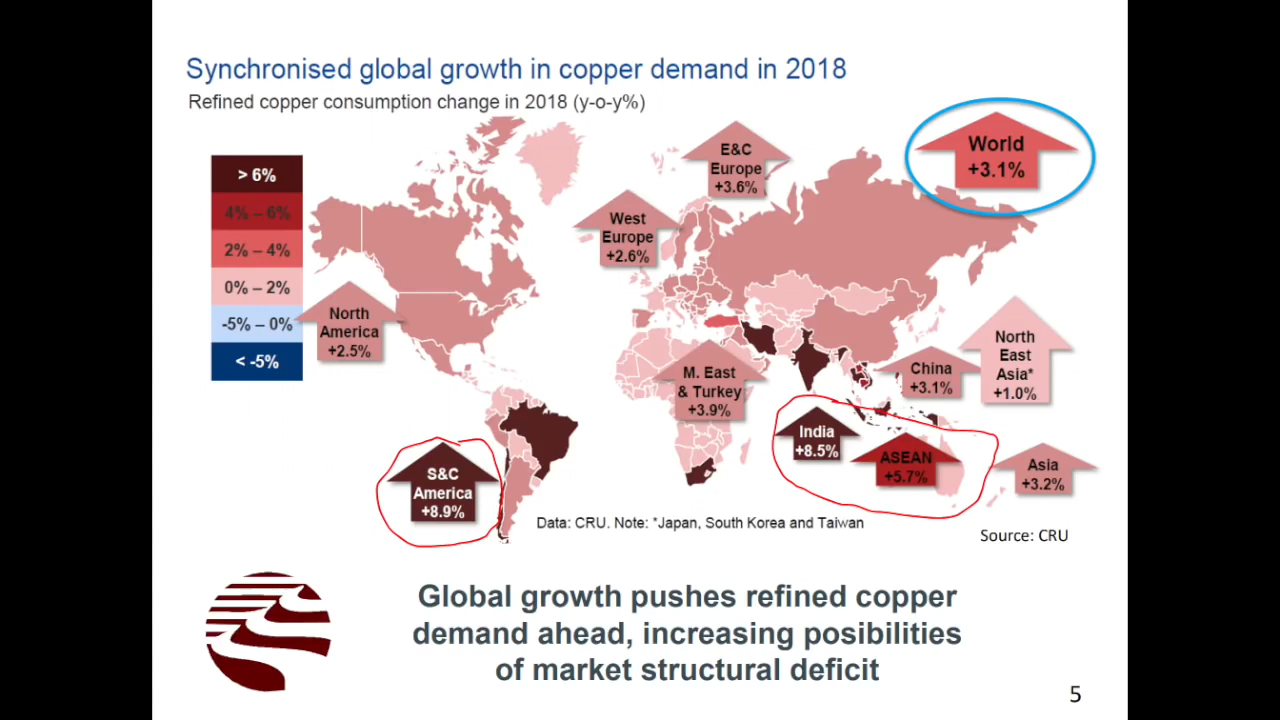 Synchronised global growth in copper demand in 2018
Refined copper consumption change in 2018 (y-o-y%)
> 6%
4% – 6%
2% – 4%
0% – 2%
-5% – 0%
< -5%
World
+3.1%
E&C
Europe
+3.6%
West
Europe
+2.6%
North
America
+2.5%
M. East
& Turkey
+3.9%
China
+3.1%
North
East
Asia*
+1.0%
India
+8.5%
ASEAN
+5.7%
Asia
+3.2%
S&C
America
+8.9%
Data: CRU. Note: *Japan, South Korea and Taiwan
Source: CRU
Global growth pushes refined copper
demand ahead, increasing posibilities
of market structural deficit
5